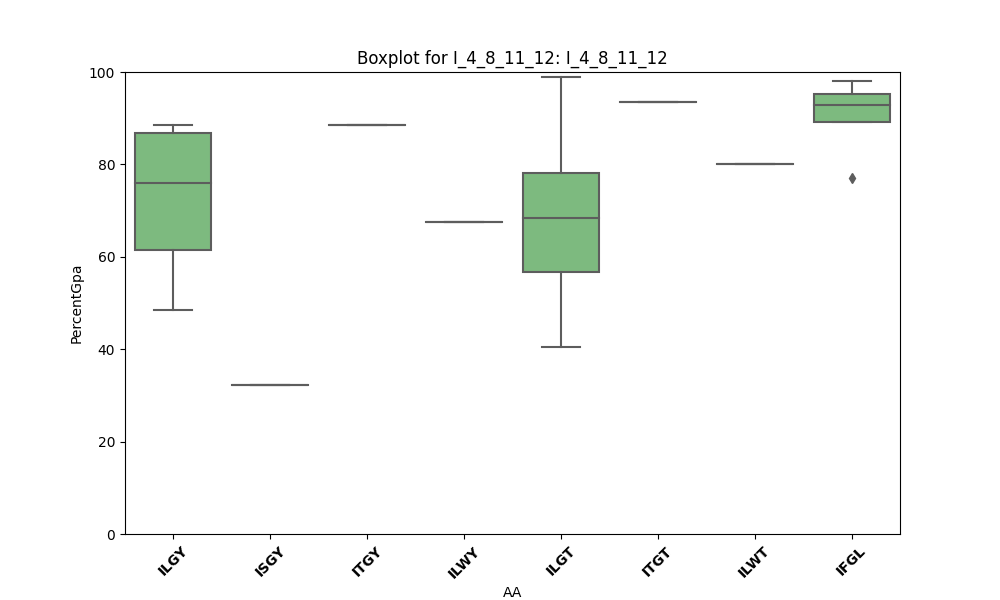 Boxplot for I_4_8_11_12: I_4_8_11_12
PercentGpa
100
80
60
40
20
0
ILGY ISGY ITGY ILWY ILGT ITGT ILWT IFGL
AA